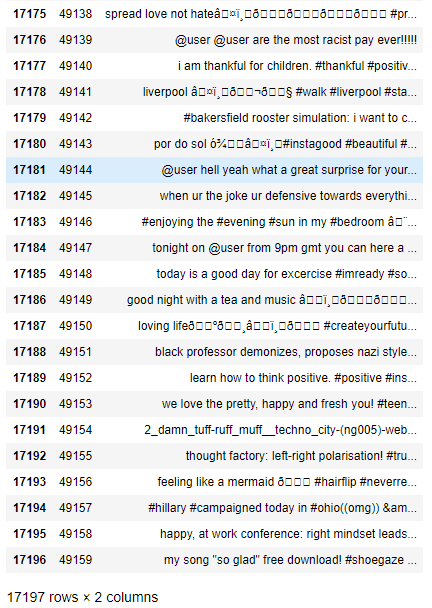 17175 49138 spread love not hateâ¤ï¸ððððð #pr...
17176 49139 @user @user are the most racist pay ever!!!!!
17177 49140 i am thankful for children. #thankful #positiv...
17178 49141 liverpool â¤ï¸ð¬ð§ #walk #liverpool #sta...
17179 49142 #bakersfield rooster simulation: i want to c...
17180 49143 por do sol ó¾â¤ï¸#instagood #beautiful #...
17181 49144 @user hell yeah what a great surprise for your...
17182 49145 when ur the joke ur defensive towards everythi...
17183 49146 #enjoying the #evening #sun in my #bedroom â¨...
17184 49147 tonight on @user from 9pm gmt you can here a ...
17185 49148 today is a good day for excercise #imready #so...
17186 49149 good night with a tea and music âï¸ðð...
17187 49150 loving lifeðºð¸âï¸ð #createyourfutu...
17188 49151 black professor demonizes, proposes nazi style...
17189 49152 learn how to think positive. #positive #ins...
17190 49153 we love the pretty, happy and fresh you! #teen...
17191 49154 2_damn_tuff-ruff_muff__techno_city-(ng005)-web...
17192 49155 thought factory: left-right polarisation! #tru...
17193 49156 feeling like a mermaid ð #hairflip #neverre...
17194 49157 #hillary #campaigned today in #ohio((omg)) &am...
17195 49158 happy, at work conference: right mindset leads...
17196 49159 my song "so glad" free download! #shoegaze ...
17197 rows × 2 columns